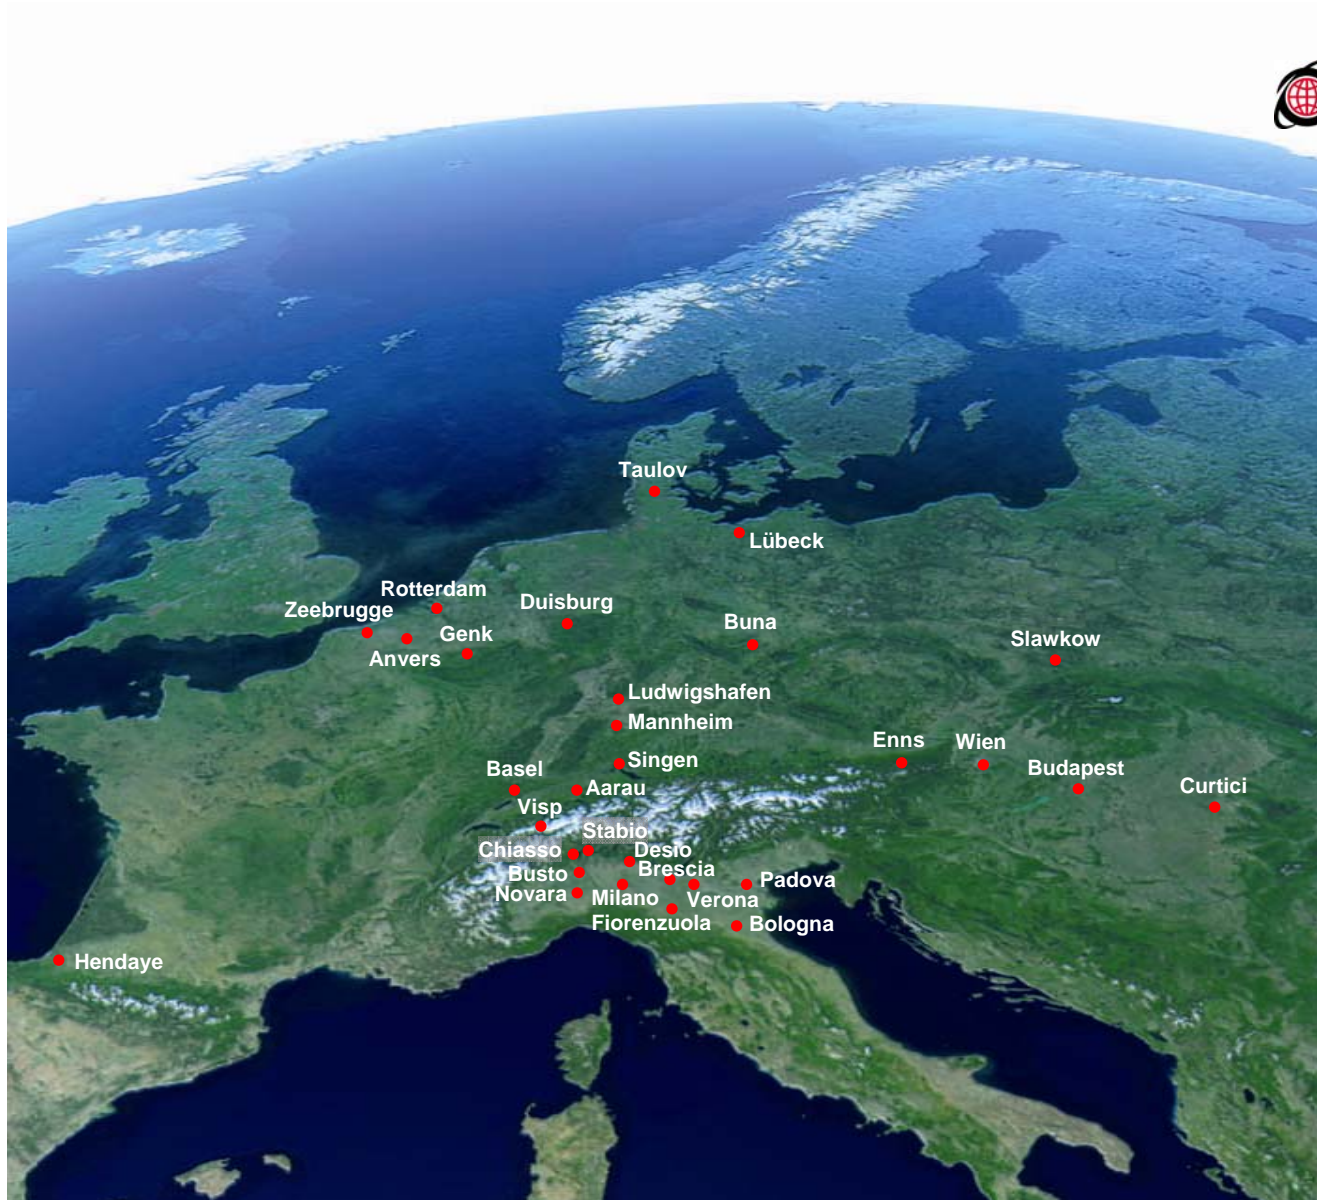 Taulov
Lübeck
Rotterdam
Zeebrugge
Duisburg
Genk
Buna
Anvers
Slawkow
Ludwigshafen
Mannheim
Enns
Wien
Singen
Basel
Budapest
Aarau
Curtici
Visp
Stabio
Chiasso
Desio
Busto
Brescia
Padova
Novara
Milano
Verona
Fiorenzuola
Bologna
Hendaye